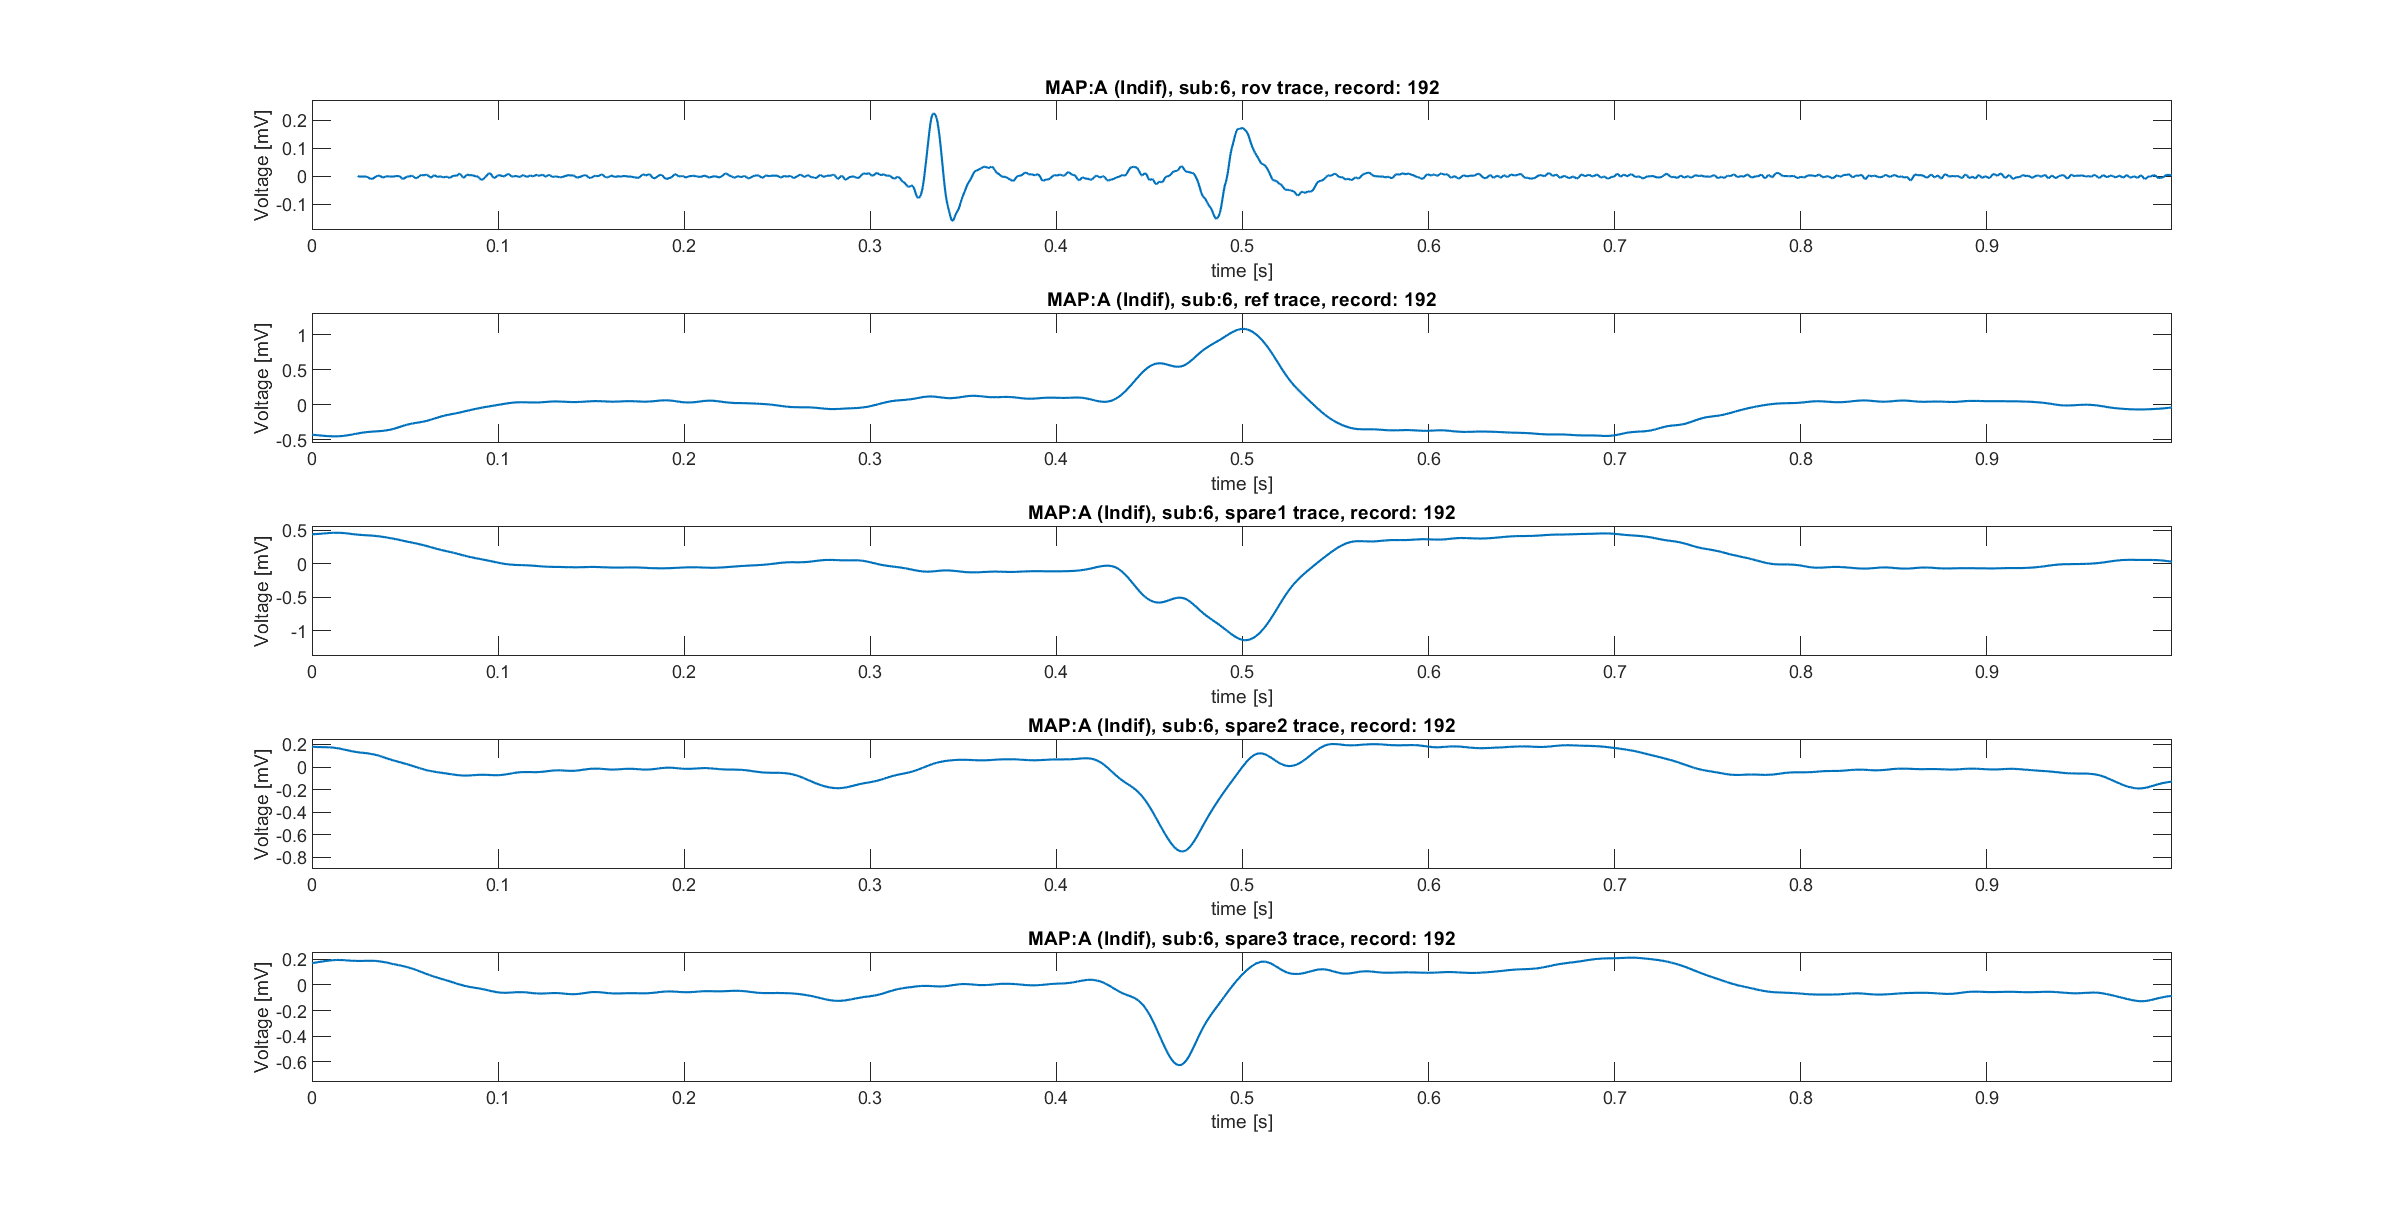 MAP:A (Indif), sub:6, rov trace, record: 192
Voltage [mV]
0.2
0.1
0
-0.1
0 0.1 0.2 0.3 0.4 0.5 0.6 0.7 0.8 0.9
time [s]
MAP:A (Indif), sub:6, ref trace, record: 192
Voltage [mV]
1
0.5
0
-0.5
0 0.1 0.2 0.3 0.4 0.5 0.6 0.7 0.8 0.9
time [s]
MAP:A (Indif), sub:6, spare1 trace, record: 192
Voltage [mV]
0.5
0
-0.5
-1
0 0.1 0.2 0.3 0.4 0.5 0.6 0.7 0.8 0.9
time [s]
MAP:A (Indif), sub:6, spare2 trace, record: 192
Voltage [mV]
0.2
0
-0.2
-0.4
-0.6
-0.8
0 0.1 0.2 0.3 0.4 0.5 0.6 0.7 0.8 0.9
time [s]
MAP:A (Indif), sub:6, spare3 trace, record: 192
Voltage [mV]
0.2
0
-0.2
-0.4
-0.6
0 0.1 0.2 0.3 0.4 0.5 0.6 0.7 0.8 0.9
time [s]